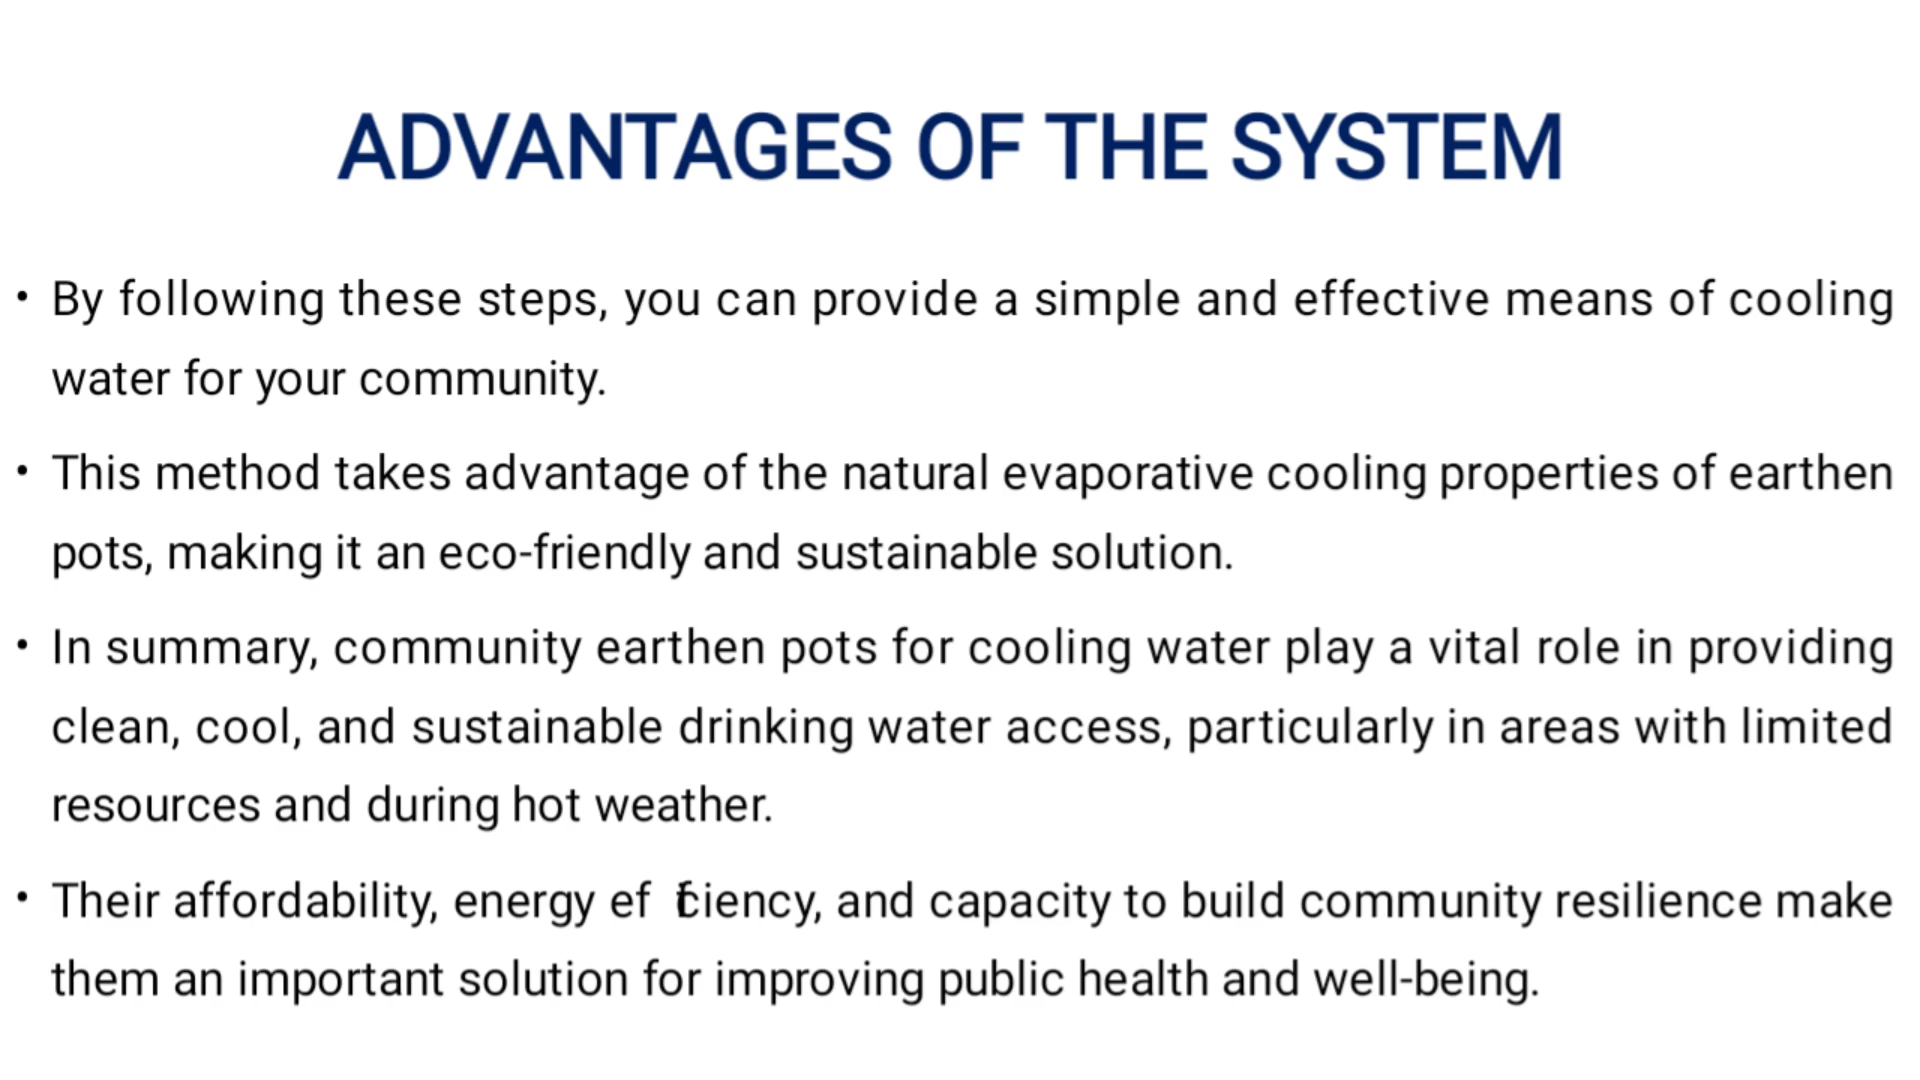 ADVANTAGES OF THE SYSTEM
• By following these steps, you can provide a simple and effective means of cooling
water for your community.
• This method takes advantage of the natural evaporative cooling properties of earthen
pots, making it an eco-friendly and sustainable solution.
• In summary, community earthen pots for cooling water play a vital role in providing
clean, cool, and sustainable drinking water access, particularly in areas with limited
resources and during hot weather.
• Their affordability, energy efficiency, and capacity to build community resilience make
them an important solution for improving public health and well-being.